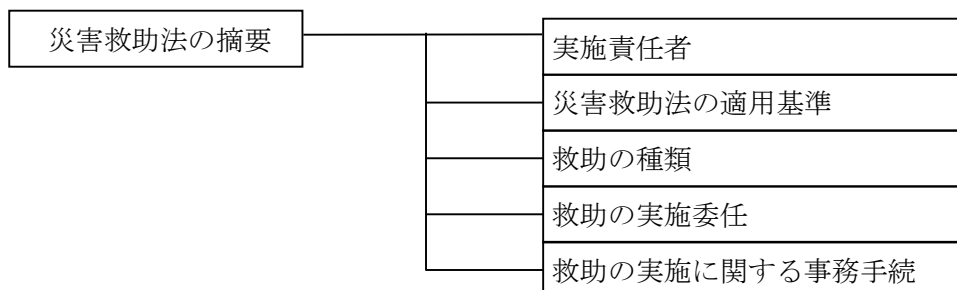 災害救助法の摘要
実施責任者
災害救助法の適用基準
救助の種類
救助の実施委任
救助の実施に関する事務手続